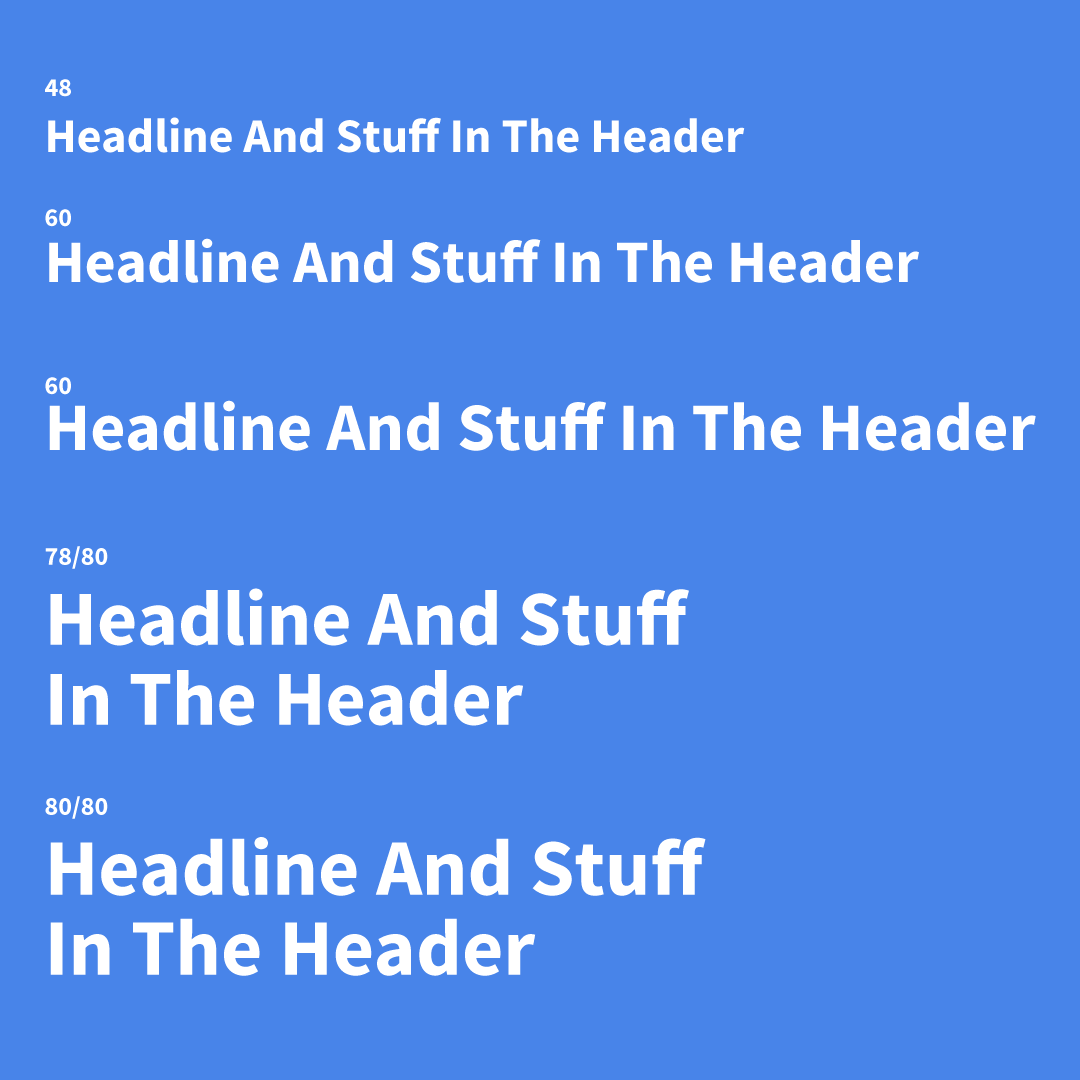 48
Headline And Stuff In The Header
60
Headline And Stuff In The Header
60
Headline And Stuff In The Header
78/80
Headline And Stuff
In The Header
80/80
Headline And Stuff
In The Header